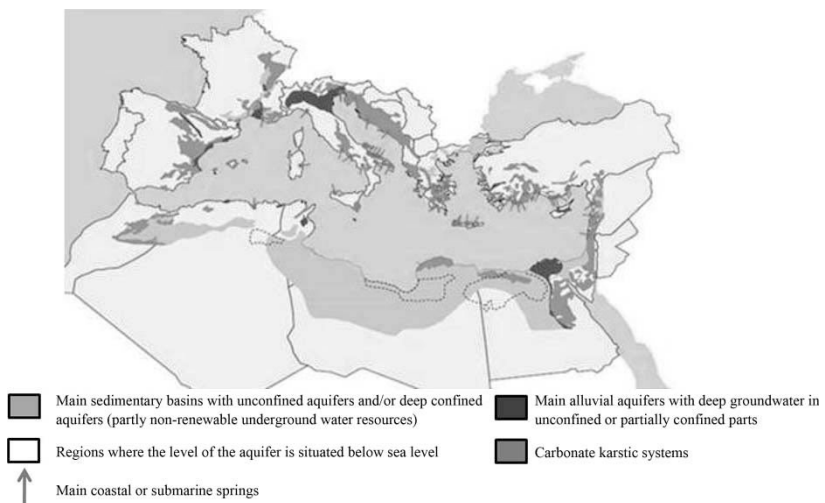 Main sedimentary basins with unconfined aquifers and/or deep confined
aquifers (partly non-renewable underground water resources)
Main alluvial aquifers with deep groundwater in
unconfined or partially confined parts
Regions where the level of the aquifer is situated below sea level
Carbonate karstic systems
Main coastal or submarine springs